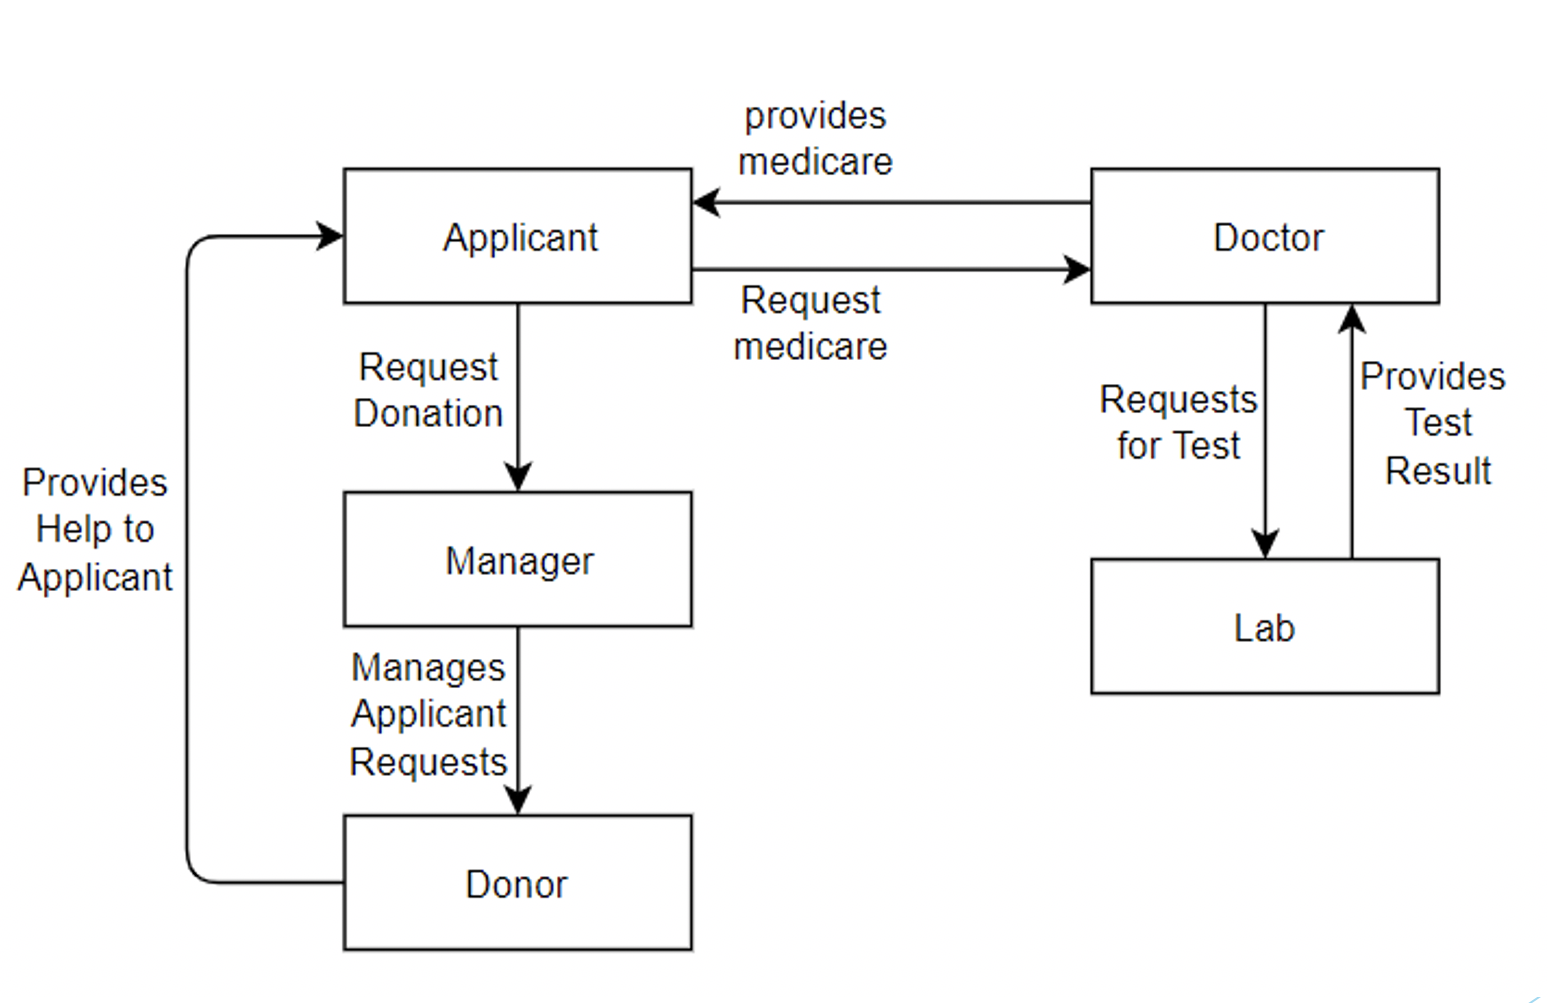 provides
medicare
Applicant
Doctor
Request
medicare
Request
Donation
Requests
for Test
Provides
Test
Result
Provides
Help to
Applicant
Manager
Lab
Manages
Applicant
Requests
Donor